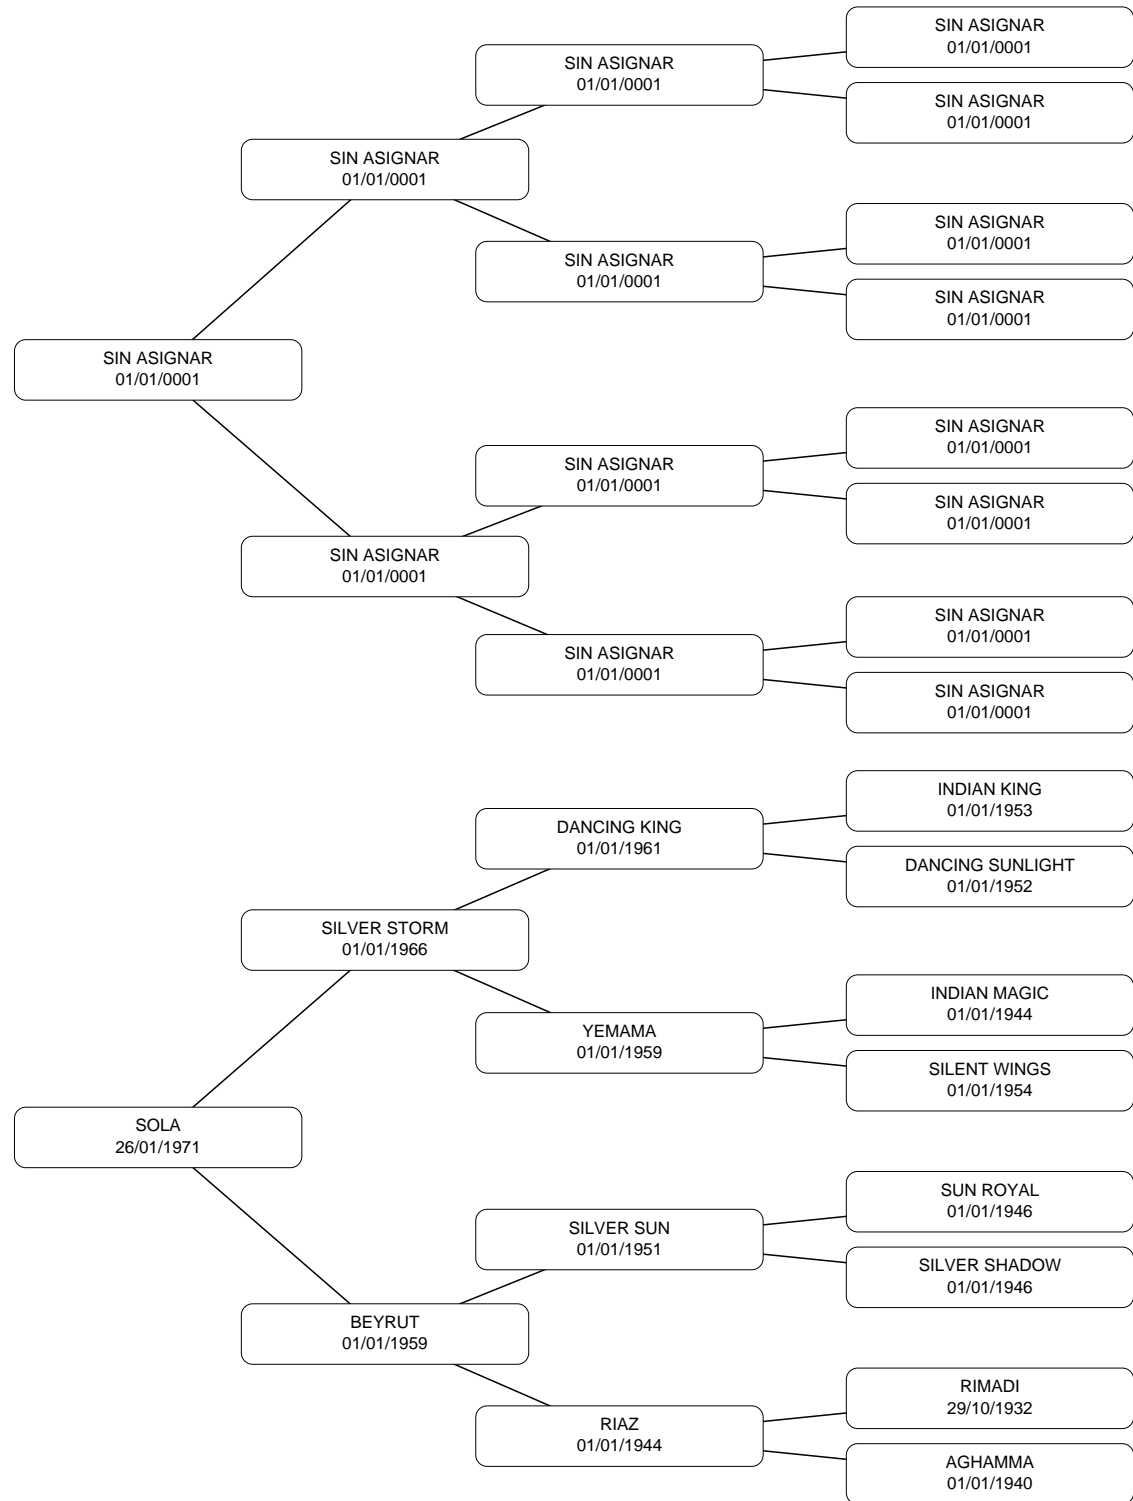 SIN ASIGNAR
01/01/0001
SIN ASIGNAR
01/01/0001
SIN ASIGNAR
01/01/0001
SIN ASIGNAR
01/01/0001
SIN ASIGNAR
01/01/0001
SIN ASIGNAR
01/01/0001
SIN ASIGNAR
01/01/0001
SIN ASIGNAR
01/01/0001
SIN ASIGNAR
01/01/0001
SIN ASIGNAR
01/01/0001
SIN ASIGNAR
01/01/0001
SIN ASIGNAR
01/01/0001
SIN ASIGNAR
01/01/0001
SIN ASIGNAR
01/01/0001
SIN ASIGNAR
01/01/0001
INDIAN KING
01/01/1953
DANCING KING
01/01/1961
DANCING SUNLIGHT
01/01/1952
SILVER STORM
01/01/1966
INDIAN MAGIC
01/01/1944
YEMAMA
01/01/1959
SILENT WINGS
01/01/1954
SOLA
26/01/1971
SUN ROYAL
01/01/1946
SILVER SUN
01/01/1951
SILVER SHADOW
01/01/1946
BEYRUT
01/01/1959
RIMADI
29/10/1932
RIAZ
01/01/1944
AGHAMMA
01/01/1940